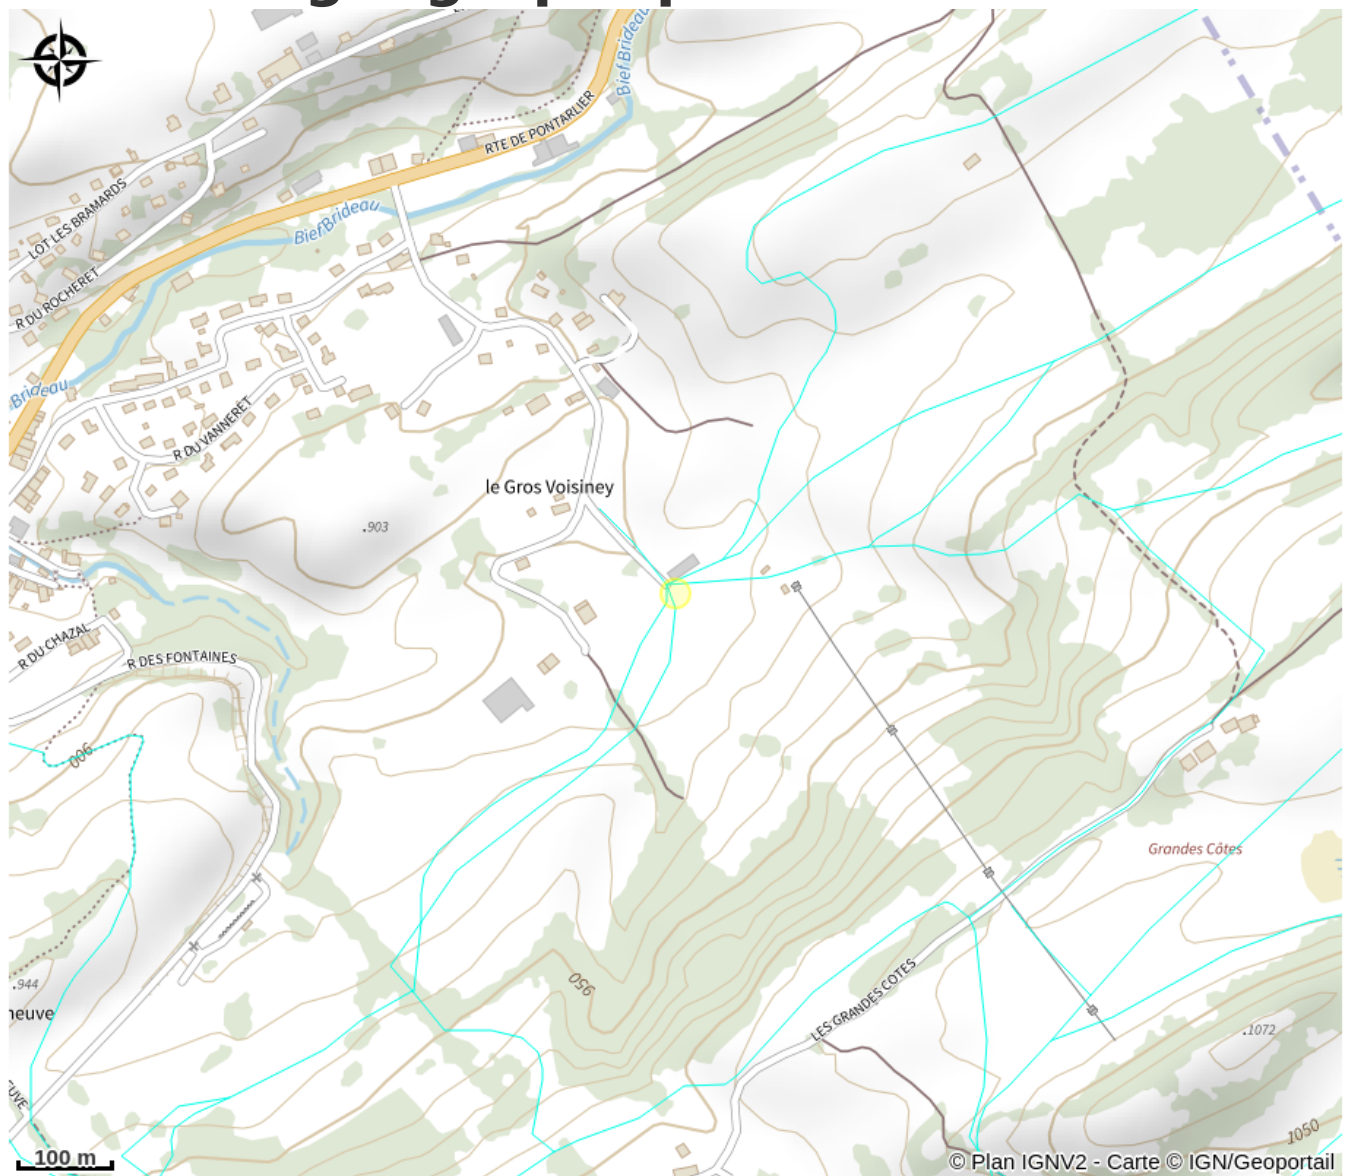 Bief Brideau
RTE DE PONTARLIER
LOT LES BRAMARDS
Bief Brideau
R DU ROCHERET
Brideau
R DU VANNERET
le Gros Voisiney
.903
R DU CHAZAL
R DES FONTAINES
900
Grandes Côtes
.944
neuve
950
LES GRANDES COTES
.1072
UVE
1050
100 m
© Plan IGNV2 - Carte © IGN/Geoportail